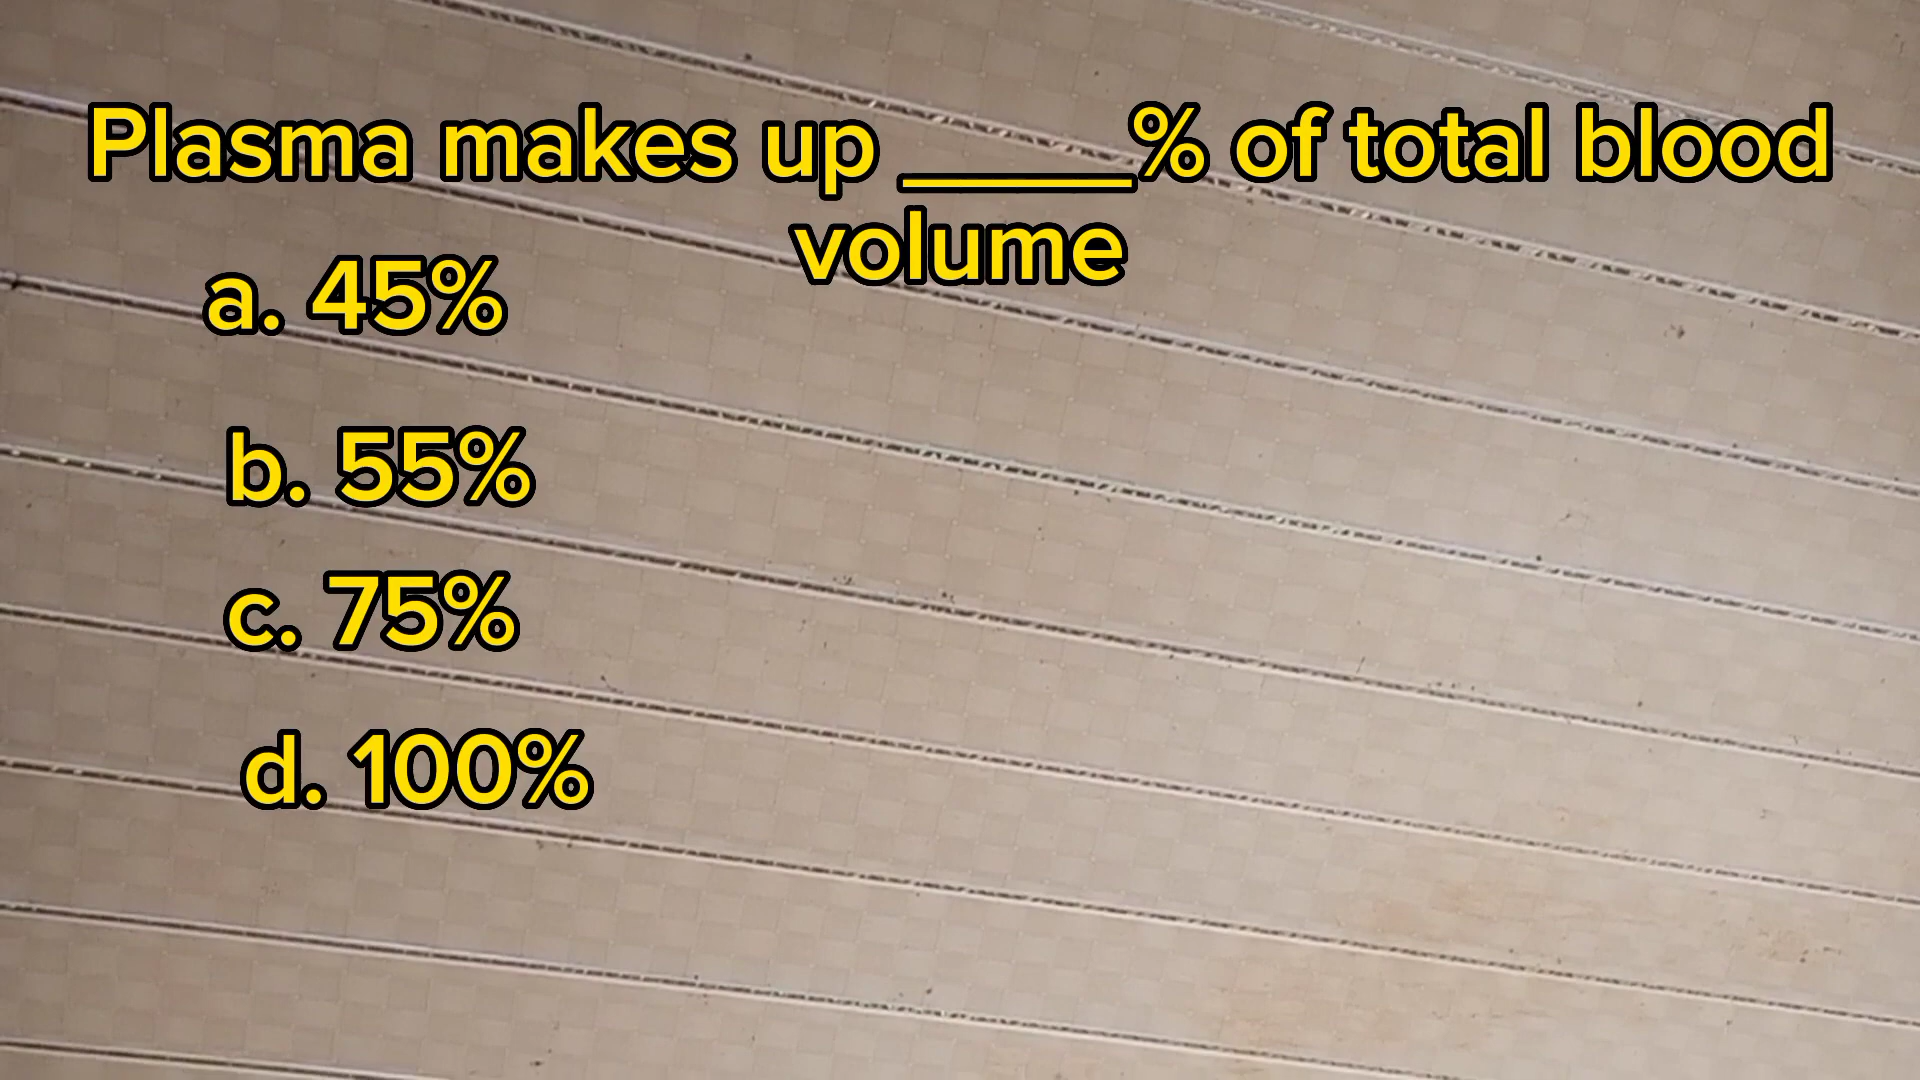 Plasma makes up _____% of total blood
volume
a. 45%
b. 55%
c. 75%
d. 100%